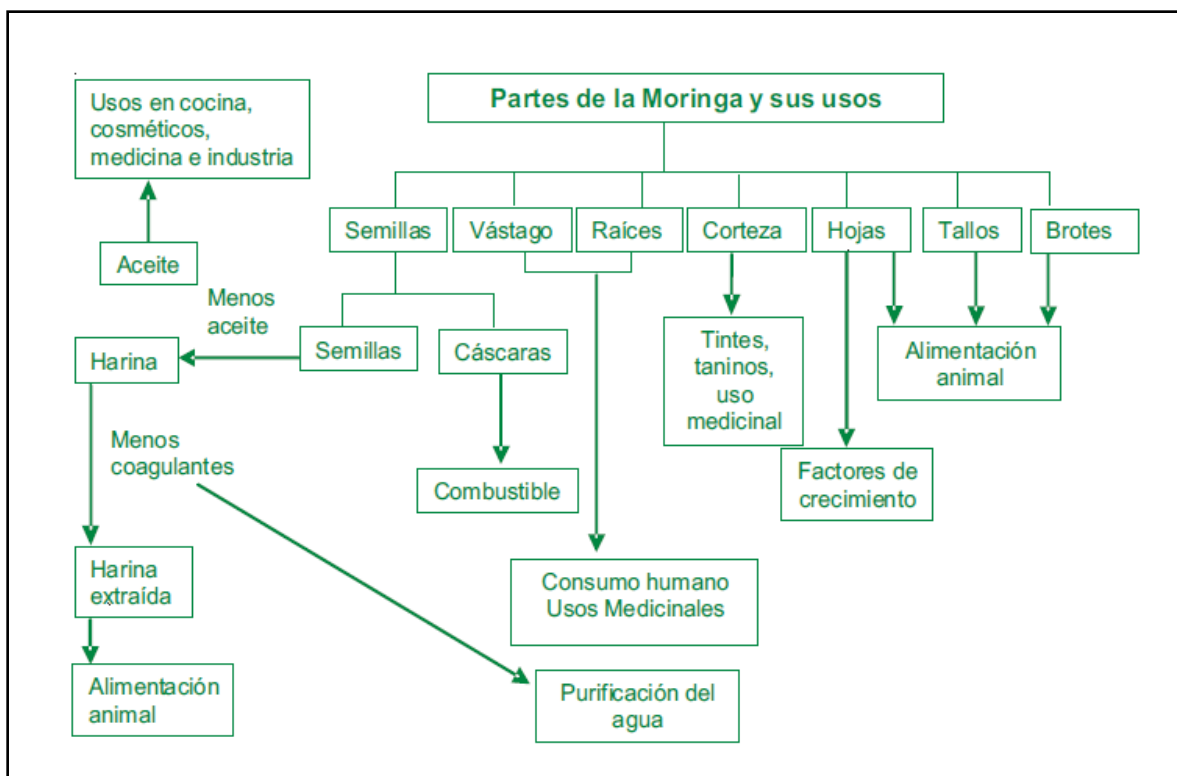 Partes de la Moringa y sus usos
Usos en cocina,
cosméticos,
medicina e industria
Aceite
Semillas
Vástago
Raíces
Corteza
Hojas
Tallos
Brotes
Menos
aceite
Harina
Semillas
Cáscaras
Tintes,
taninos,
uso
medicinal
Alimentación
animal
Menos
coagulantes
Combustible
Factores de
crecimiento
Harina
extraída
Consumo humano
Usos Medicinales
Alimentación
animal
Purificación del
agua